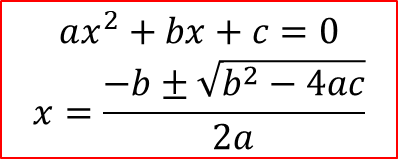 ax² + bx + c = 0
x = (-b ± √(b² − 4ac)) / (2a)